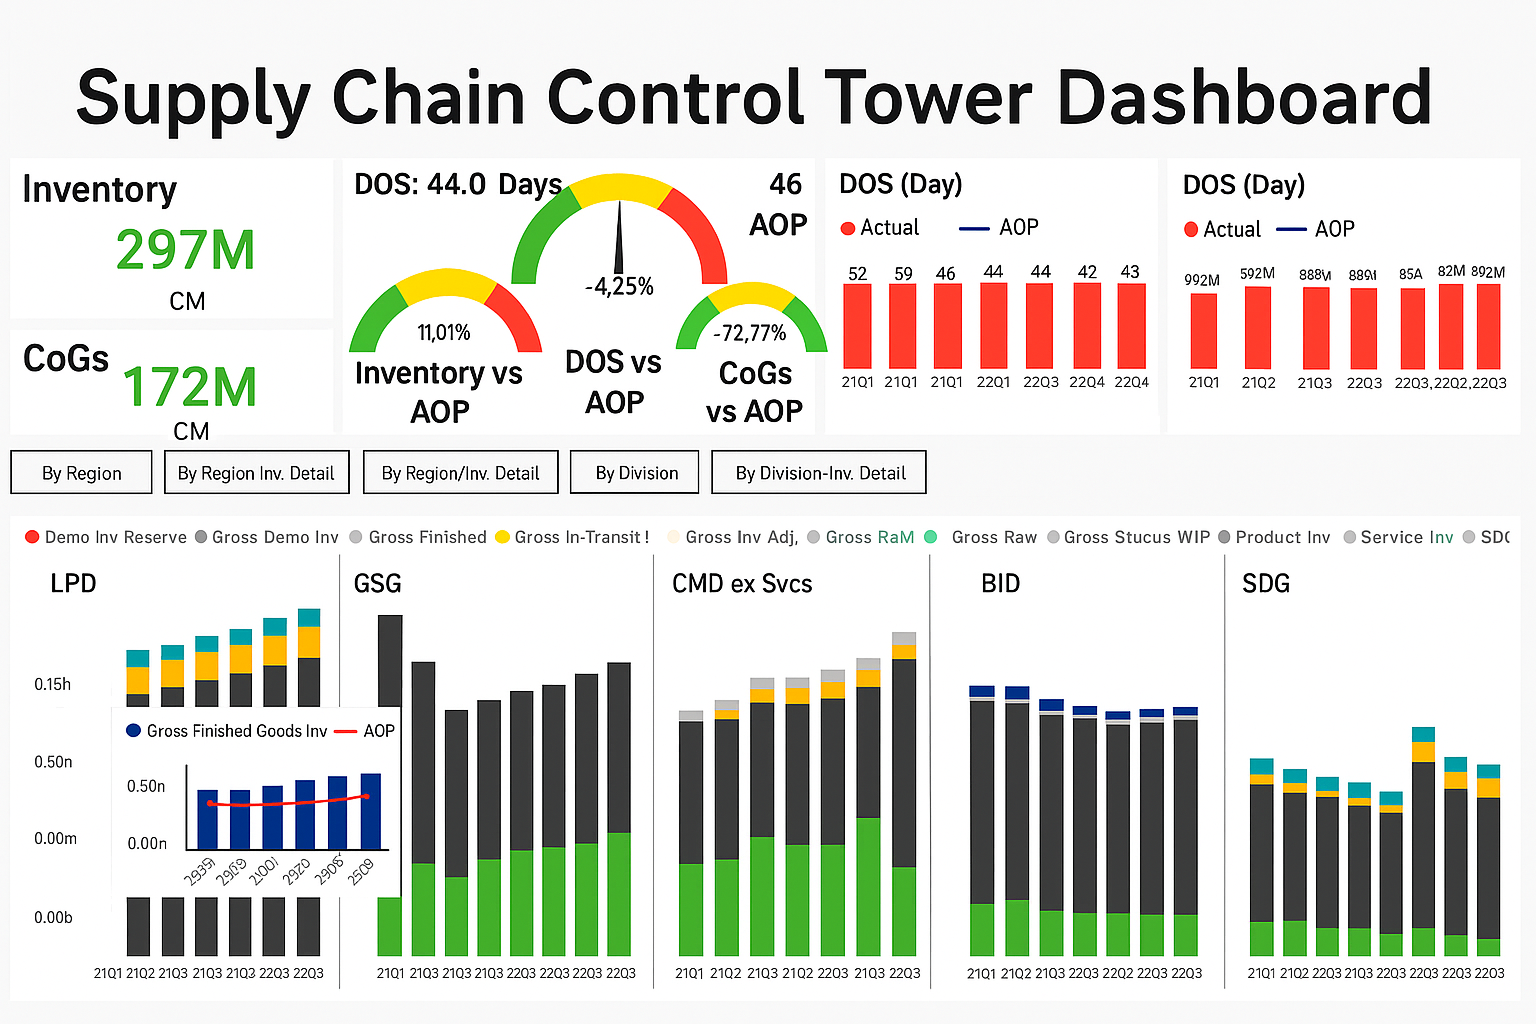 Supply Chain Control Tower Dashboard
Inventory
297M
CM
CoGs
172M
CM
DOS: 44.0 Days
46
AOP
-4,25%
11,01%
-72,77%
Inventory vs
AOP
DOS vs
AOP
CoGs
vs AOP
DOS (Day)
Actual AOP
52 59 46 44 44 42 43
21Q1 21Q1 21Q1 22Q1 22Q3 22Q4 22Q4
DOS (Day)
Actual AOP
992M 592M 85A 82M 892M
21Q1 21Q2 21Q3 22Q3 22Q3, 22Q2, 22Q3
By Region
By Region Inv. Detail
By Region/Inv. Detail
By Division
By Division-Inv. Detail
Demo Inv Reserve Gross Demo Inv Gross Finished Gross In-Transit ! Gross Inv Adj, Gross RaM Gross Raw Gross Stucus WIP Product Inv Service Inv
LPD
0.15h
0.50n
0.00m
0.00b
21Q1 21Q2 21Q3 21Q3 21Q3 22Q3 22Q3
Gross Finished Goods Inv AOP
0.50n
0.00n
GSG
21Q1 21Q3 21Q3 21Q3 22Q3 22Q3 22Q3 22Q3
CMD ex Svcs
21Q1 21Q2 21Q3 21Q2 22Q3 21Q3 22Q3
BID
21Q1 21Q2 21Q3 22Q3 22Q2 22Q3 22Q3
SDG
21Q1 21Q2 21Q3 21Q3 22Q3 22Q3 22Q3 22Q3